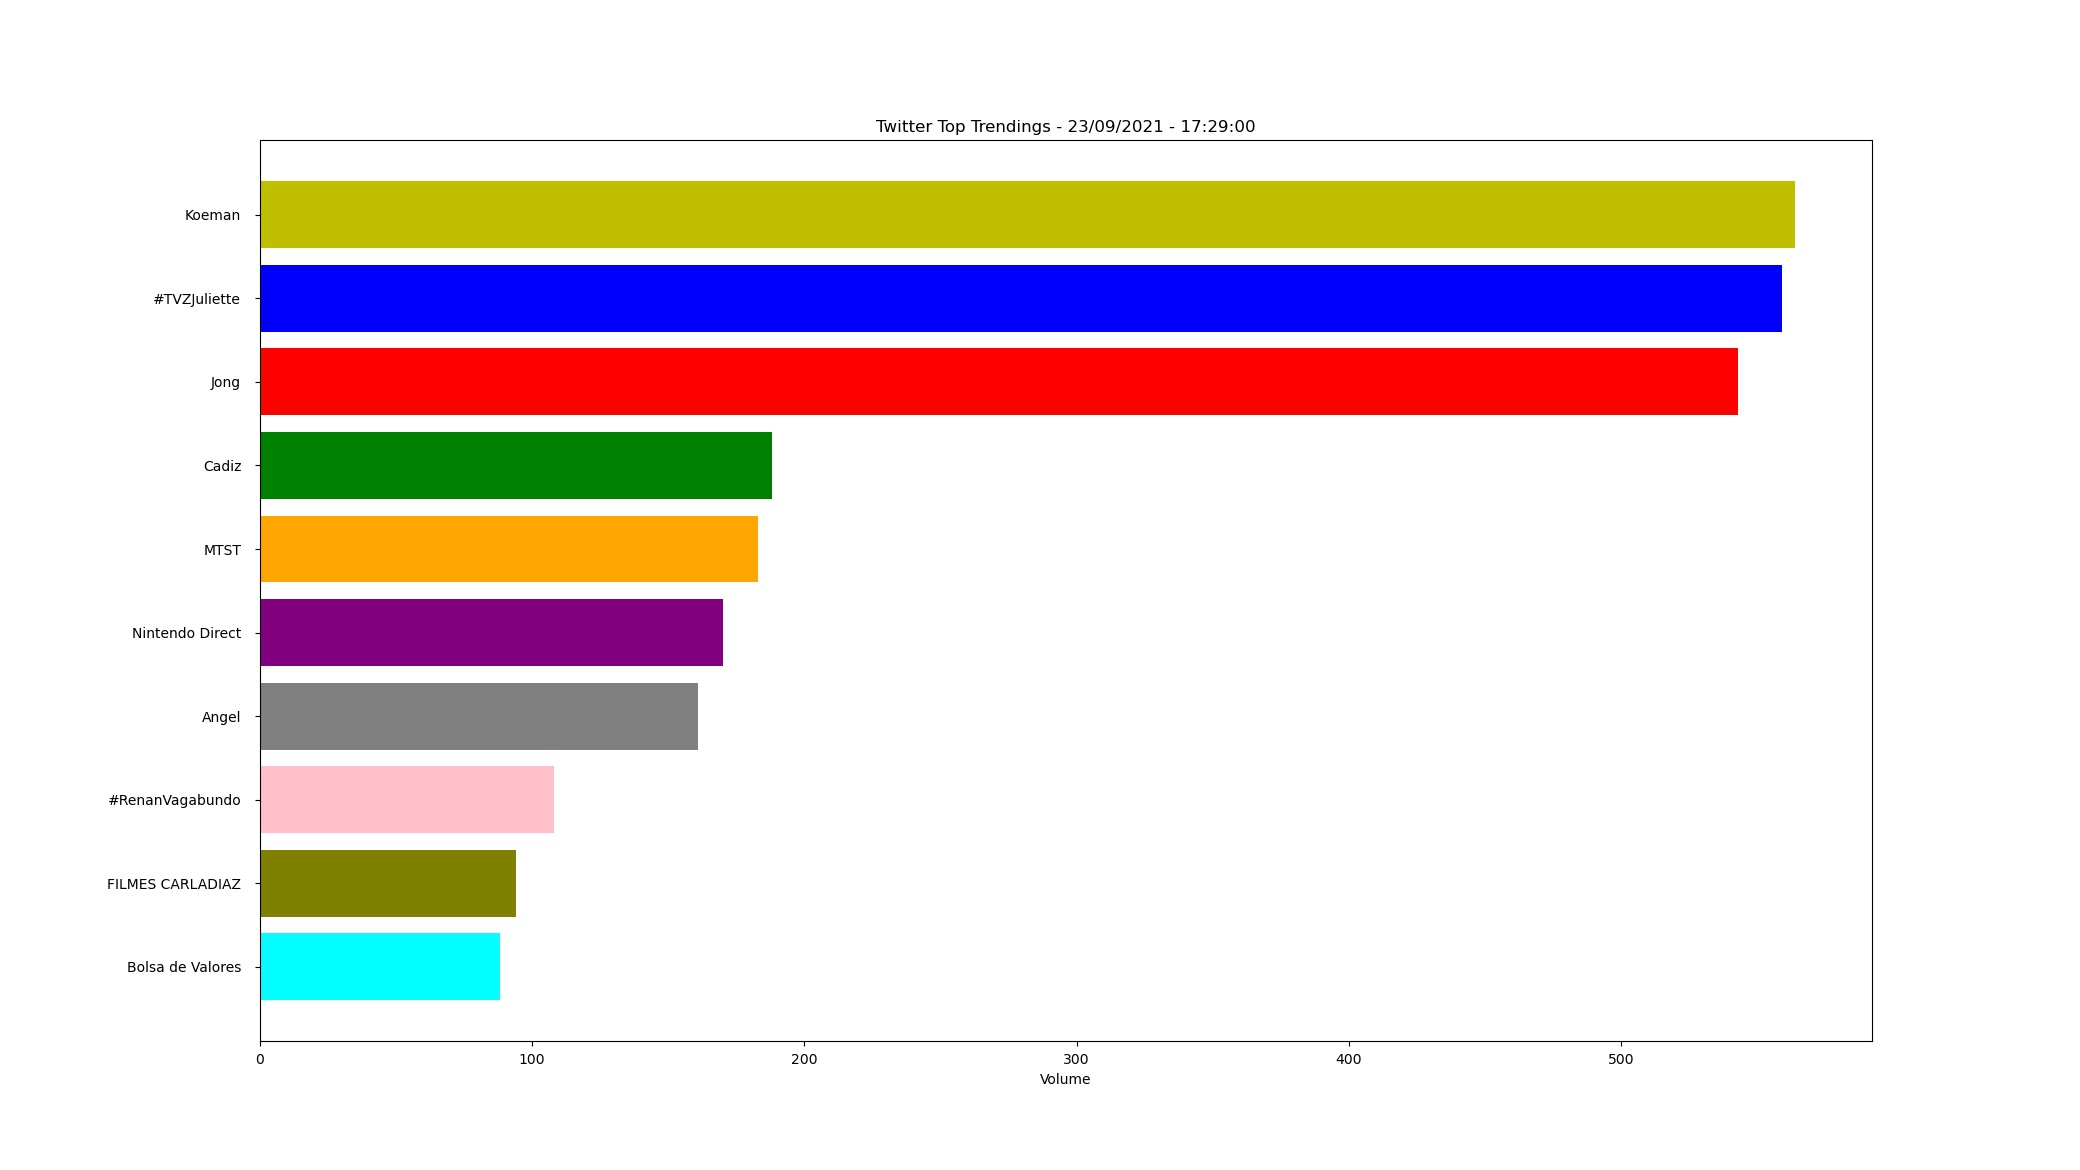 Twitter Top Trendings - 23/09/2021 - 17:29:00
Koeman
#TVZJuliette
Jong
Cadiz
MTST
Nintendo Direct
Angel
#RenanVagabundo
FILMES CARLADIAZ
Bolsa de Valores
0 100 200 300 400 500
Volume